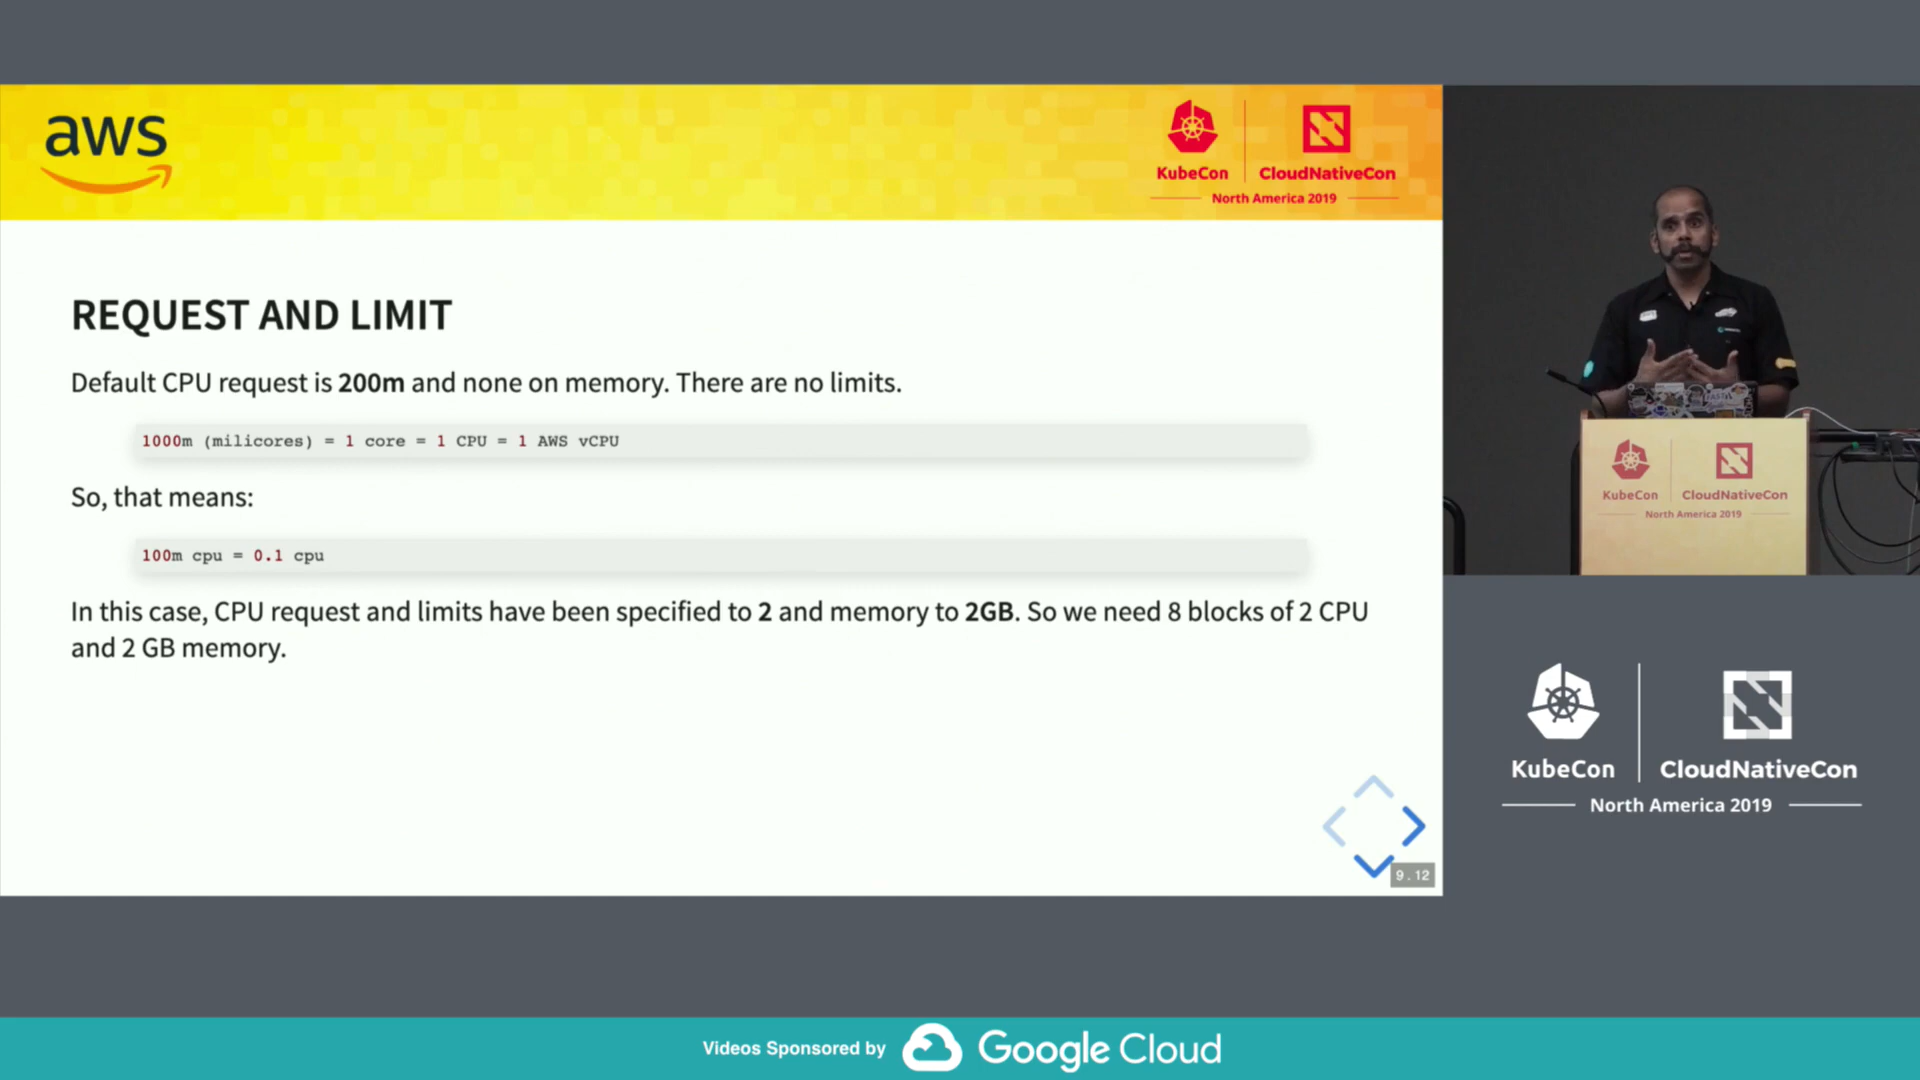 aws
KubeCon
CloudNativeCon
North America 2019
REQUEST AND LIMIT
Default CPU request is 200m and none on memory. There are no limits.
1000m (milicores) = 1 core = 1 CPU = 1 AWS vCPU
So, that means:
100m cpu = 0.1 cpu
In this case, CPU request and limits have been specified to 2 and memory to 2GB. So we need 8 blocks of 2 CPU
and 2 GB memory.
9.12
KubeCon
CloudNativeCon
North America 2019
KubeCon
CloudNativeCon
North America 2019
Videos Sponsored by
Google Cloud